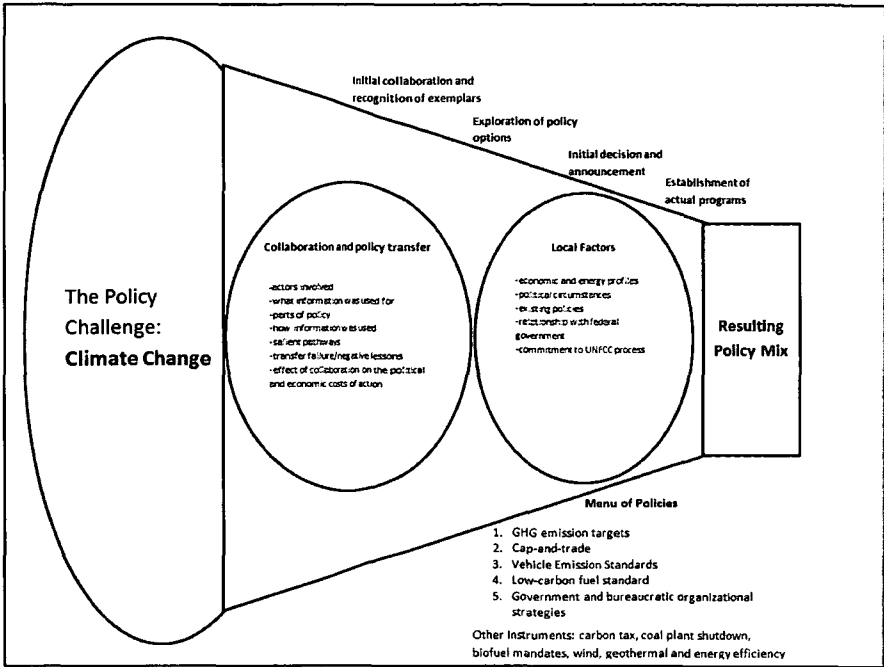 Initial collaboration and
recognition of exemplars
Exploration of policy
options
Initial decision and
announcement
Establishment of
actual programs
The Policy
Challenge:
Climate Change
Collaboration and policy transfer
-actors involved
-what information was used for
-parts of policy
-how information was used
-salient pathways
-transfer failure/negative lessons
-effect of collaboration on the political
and economic costs of action
Local Factors
-economic and energy profiles
-political circumstances
-existing policies
-relationship with federal
government
-commitment to UNFCC process
Resulting
Policy Mix
Menu of Policies
1. GHG emission targets
2. Cap-and-trade
3. Vehicle Emission Standards
4. Low-carbon fuel standard
5. Government and bureaucratic organizational
strategies
Other Instruments: carbon tax, coal plant shutdown,
biofuel mandates, wind, geothermal and energy efficiency